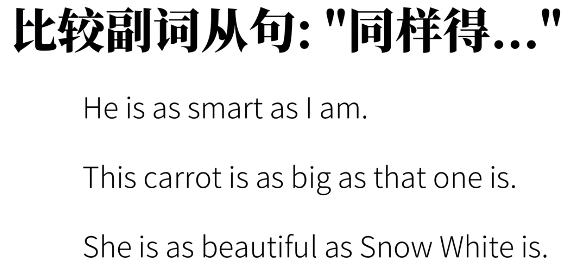 比较副词从句: "同样得..."
He is as smart as I am.
This carrot is as big as that one is.
She is as beautiful as Snow White is.